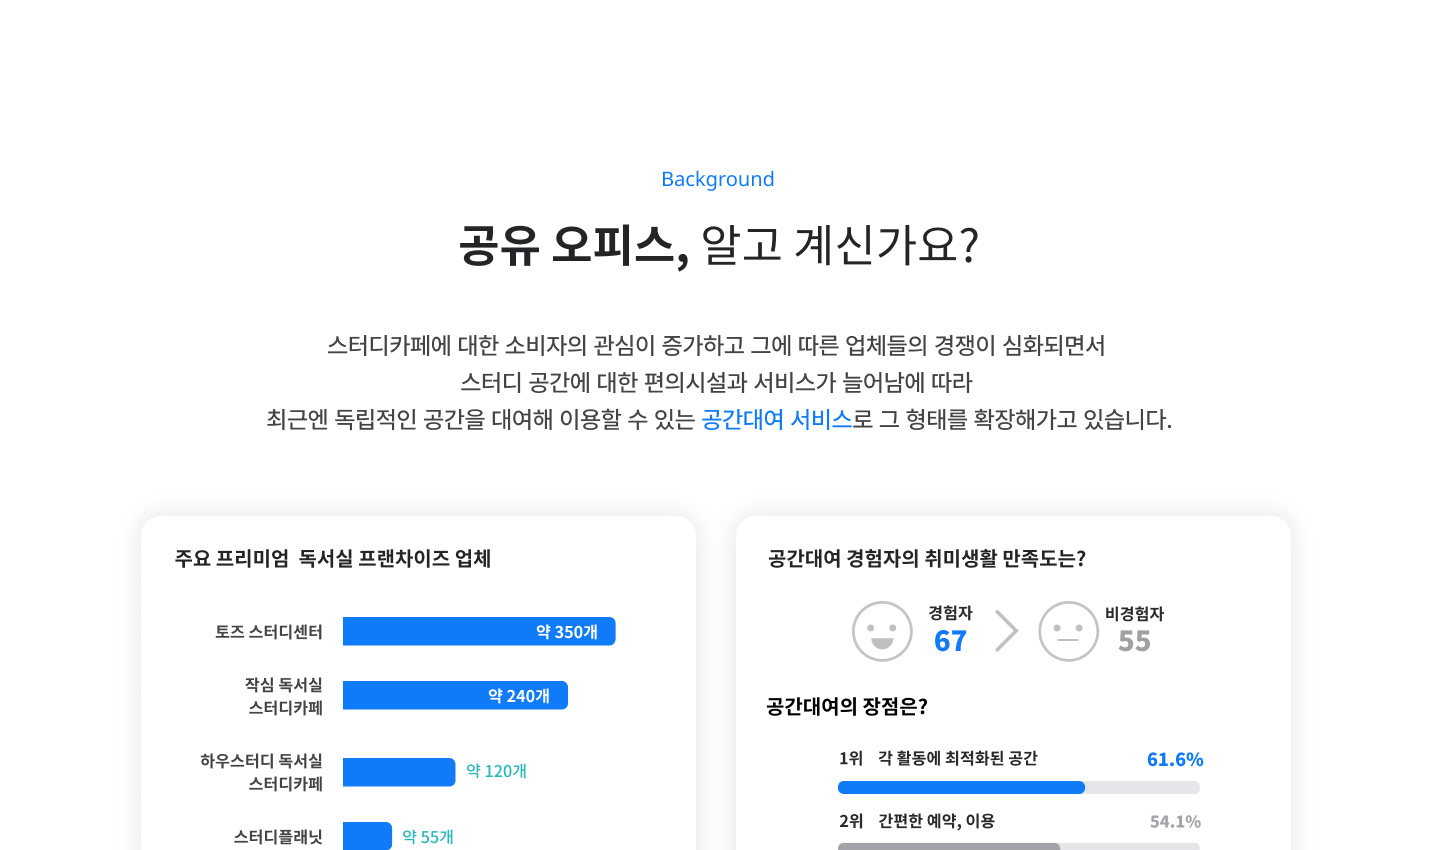 Background
공유 오피스, 알고 계신가요?
스터디카페에 대한 소비자의 관심이 증가하고 그에 따른 업체들의 경쟁이 심화되면서
스터디 공간에 대한 편의시설과 서비스가 늘어남에 따라
최근엔 독립적인 공간을 대여해 이용할 수 있는 공간대여 서비스로 그 형태를 확장해가고 있습니다.
주요 프리미엄 독서실 프랜차이즈 업체
토즈 스터디센터 약 350개
작심 독서실
스터디카페
약 240개
하우스터디 독서실
스터디카페
약 120개
스터디플래닛 약 55개
공간대여 경험자의 취미생활 만족도는?
경험자
67
비경험자
55
공간대여의 장점은?
1위 각 활동에 최적화된 공간 61.6%
2위 간편한 예약, 이용 54.1%